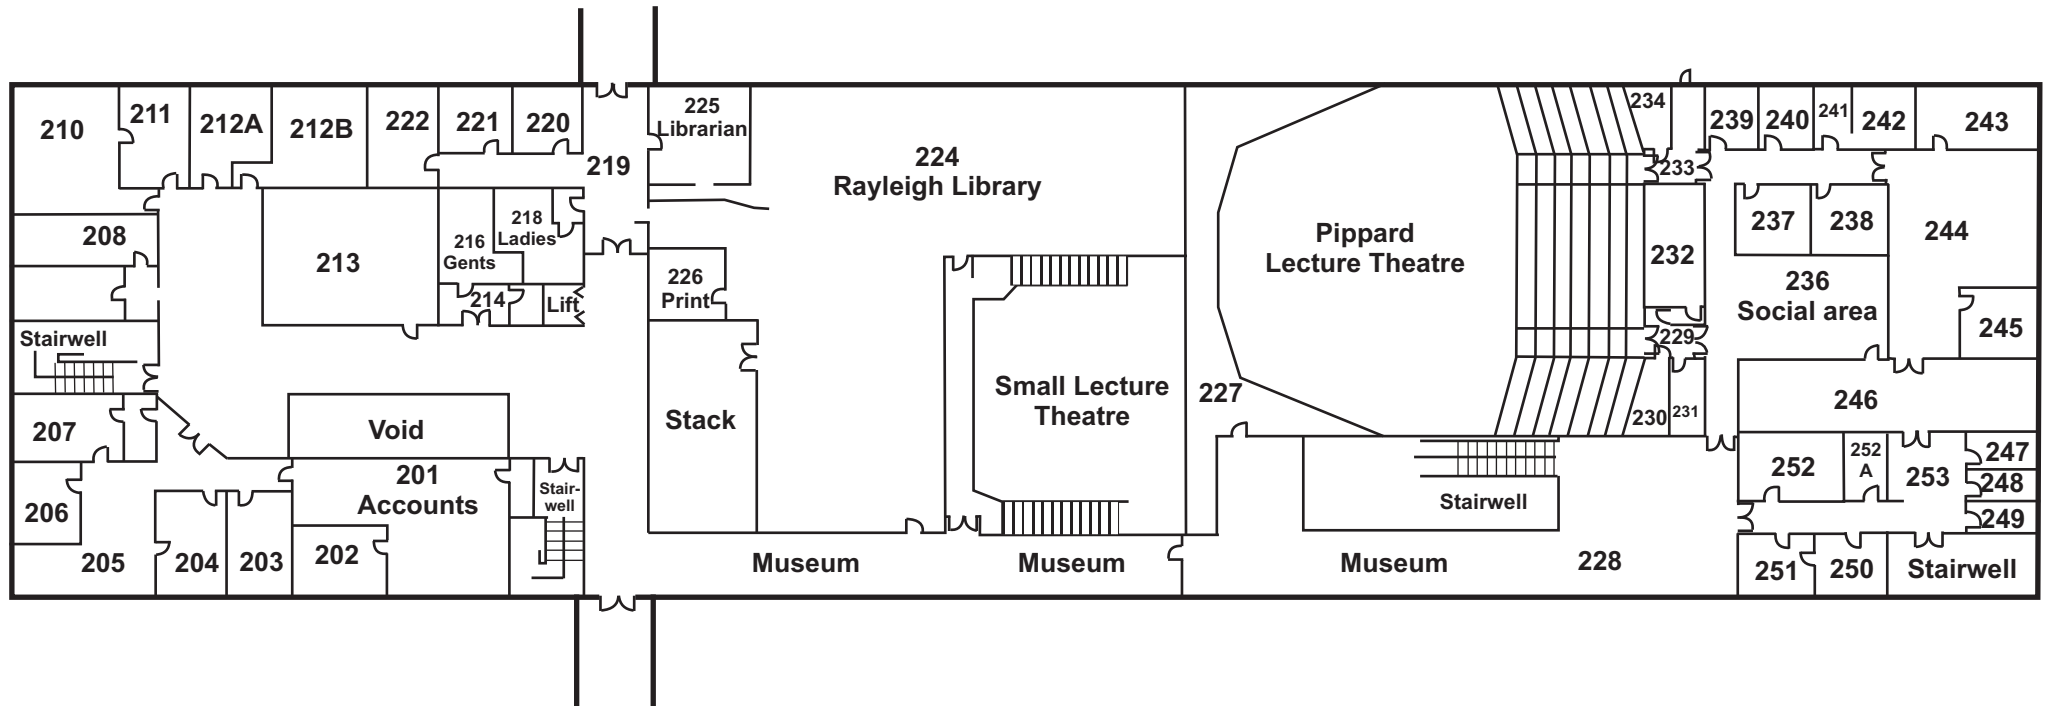 210
211
212A
212B
222
221
220
219
225
Librarian
224
Rayleigh Library
234
239
240
241
242
243
233
208
213
216
Gents
218
Ladies
214
Lift
226
Print
Pippard
Lecture Theatre
232
237
238
244
236
Social area
245
229
Stairwell
207
Void
Stack
Small Lecture
Theatre
227
230
231
246
206
201
Accounts
Stair-
well
Stairwell
252
252
A
253
247
248
249
205
204
203
202
Museum
Museum
Museum
228
251
250
Stairwell